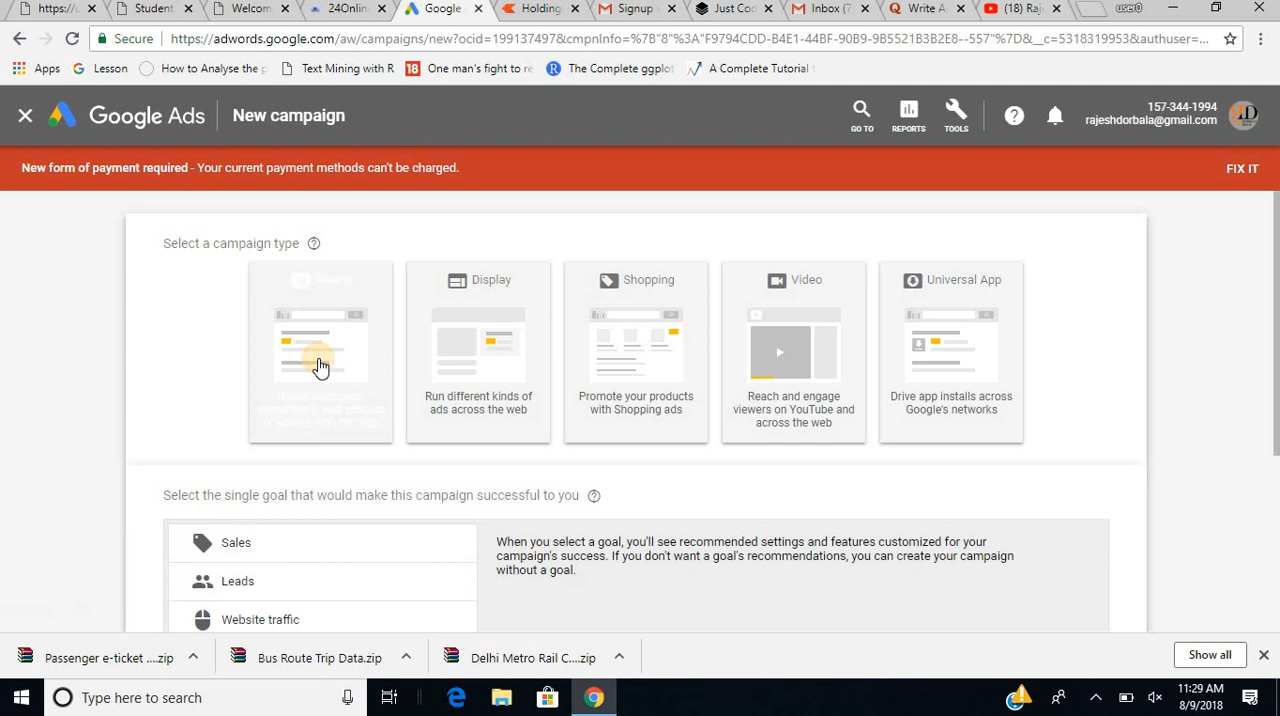 https://u
Student
Welcom
24Online
Google
Holding
Signup
Just Co
Inbox (7
Write A
(18) Raj
user0
Secure
https://adwords.google.com/aw/campaigns/new?ocid=199137497&cmpnInfo=%7B"8"%3A"F9794CDD-B4E1-44BF-90B9-9B5521B3B2E8--557"%7D&__c=5318319953&authuser=...
Apps
Lesson
How to Analyse the p
Text Mining with R
One man's fight to re
The Complete ggplo
A Complete Tutorial t
Google Ads
New campaign
GO TO
REPORTS
TOOLS
157-344-1994
rajeshdorbala@gmail.com
New form of payment required - Your current payment methods can't be charged.
FIX IT
Select a campaign type
Display
Shopping
Video
Universal App
Run different kinds of
ads across the web
Promote your products
with Shopping ads
Reach and engage
viewers on YouTube and
across the web
Drive app installs across
Google's networks
Select the single goal that would make this campaign successful to you
Sales
Leads
Website traffic
When you select a goal, you'll see recommended settings and features customized for your
campaign's success. If you don't want a goal's recommendations, you can create your campaign
without a goal.
Passenger e-ticket ....zip
Bus Route Trip Data.zip
Delhi Metro Rail C....zip
Show all
Type here to search
11:29 AM
8/9/2018